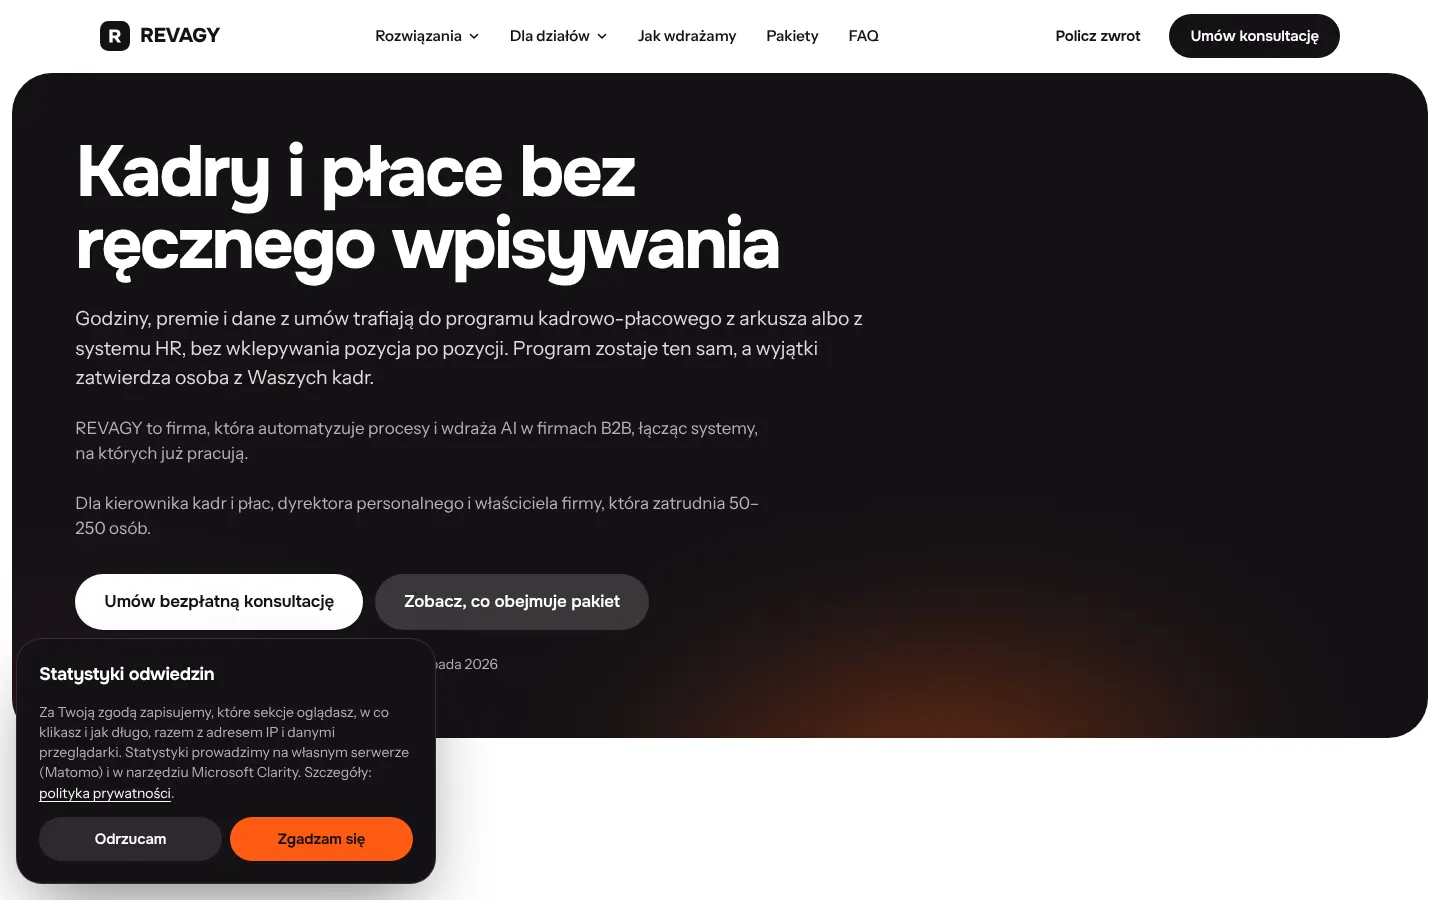 R REVAGY
Rozwiązania
Dla działów
Jak wdrażamy
Pakiety
FAQ
Policz zwrot
Umów konsultację
Kadry i płace bez
ręcznego wpisywania
Godziny, premie i dane z umów trafiają do programu kadrowo-płacowego z arkusza albo z
systemu HR, bez wklepywania pozycja po pozycji. Program zostaje ten sam, a wyjątki
zatwierdza osoba z Waszych kadr.
REVAGY to firma, która automatyzuje procesy i wdraża AI w firmach B2B, łącząc systemy,
na których już pracują.
Dla kierownika kadr i płac, dyrektora personalnego i właściciela firmy, która zatrudnia 50–
250 osób.
Umów bezpłatną konsultację
Zobacz, co obejmuje pakiet
2026
Statystyki odwiedzin
Za Twoją zgodą zapisujemy, które sekcje oglądasz, w co
klikasz i jak długo, razem z adresem IP i danymi
przeglądarki. Statystyki prowadzimy na własnym serwerze
(Matomo) i w narzędziu Microsoft Clarity. Szczegóły:
polityka prywatności.
Odrzucam
Zgadzam się